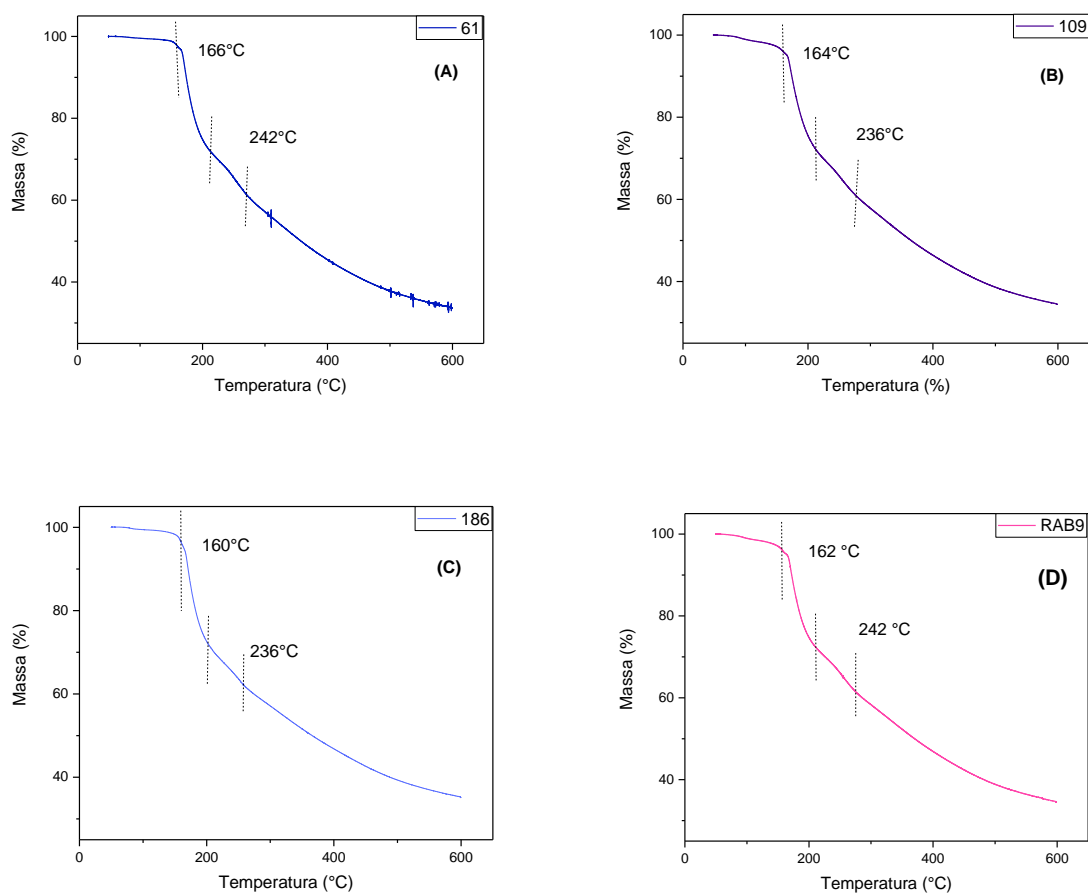 61
(A)
166°C
242°C
100
80
60
40
Massa (%)
0
200
400
600
Temperatura (°C)
109
(B)
164°C
236°C
100
80
60
40
Massa (%)
0
200
400
600
Temperatura (%)
186
(C)
160°C
236°C
100
80
60
40
Massa (%)
0
200
400
600
Temperatura (°C)
RAB9
(D)
162 °C
242 °C
100
80
60
40
Massa (%)
0
200
400
600
Temperatura (°C)